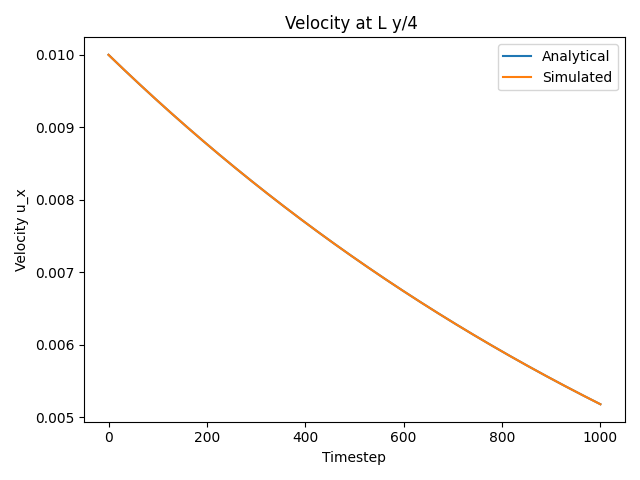 Velocity at L y/4
Analytical
Simulated
0.010
0.009
0.008
0.007
0.006
0.005
Velocity u_x
0 200 400 600 800 1000
Timestep